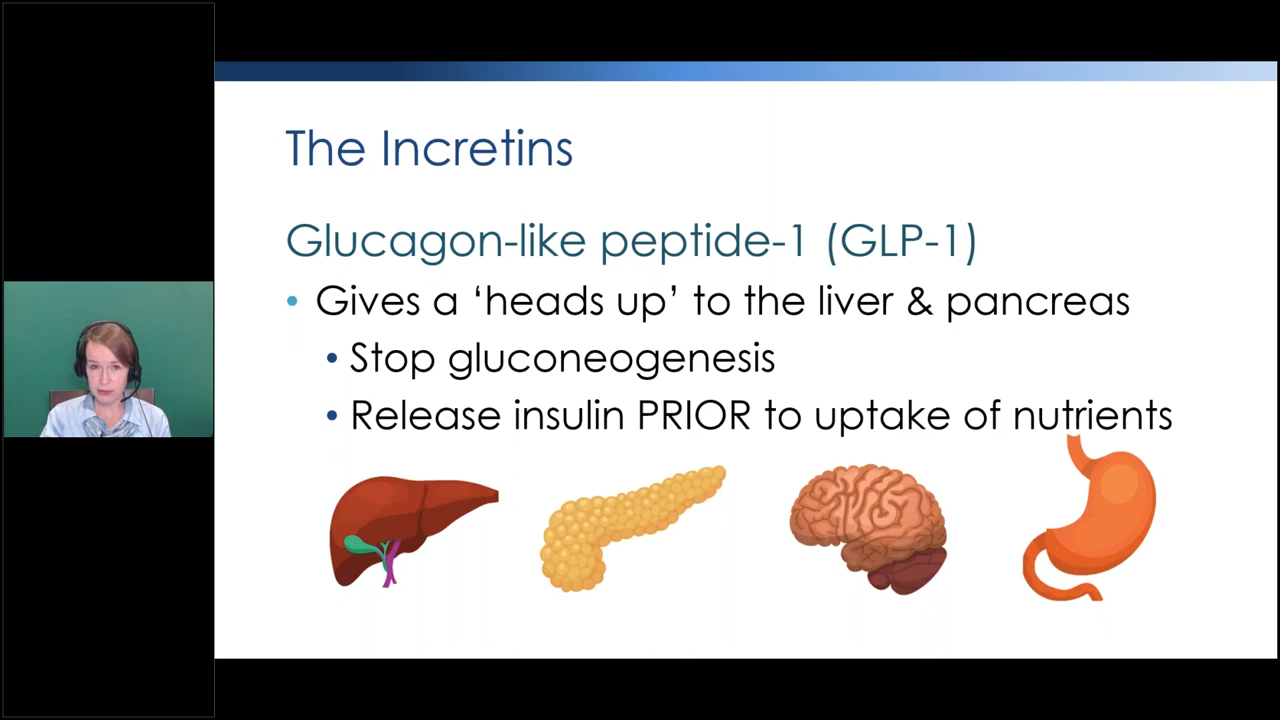 The Incretins
Glucagon-like peptide-1 (GLP-1)
• Gives a ‘heads up’ to the liver & pancreas
• Stop gluconeogenesis
• Release insulin PRIOR to uptake of nutrients